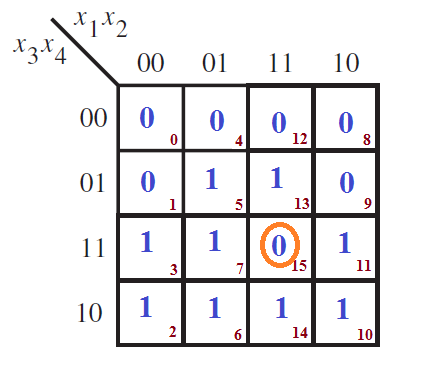 x₁x₂
x₃x₄
00 01 11 10
00 0 0 0 4 0 12 0 8
01 0 1 1 5 1 13 0 9
11 1 3 1 7 0 15 1 11
10 1 2 1 6 1 14 1 10